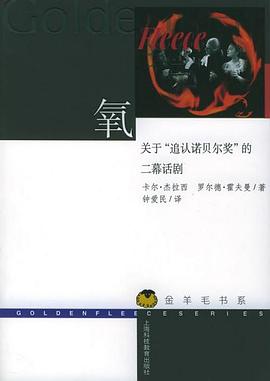 Golden
Fleece
氧
关于“追认诺贝尔奖”的
二幕话剧
卡尔·杰拉西 罗尔德·霍夫曼/著
钟爱民/译
金羊毛书系
GOLDENFLEECESERIES
上海科技教育出版社